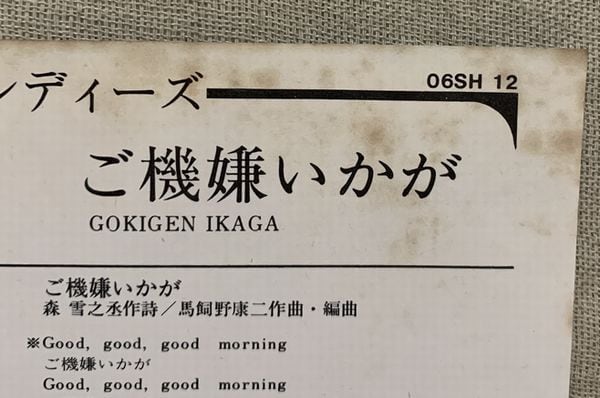 ンディーズ
06SH 12
ご機嫌いかが
GOKIGEN IKAGA
ご機嫌いかが
森 雪之丞作詩／馬飼野康二作曲・編曲
※Good, good, good morning
ご機嫌いかが
Good, good, good morning